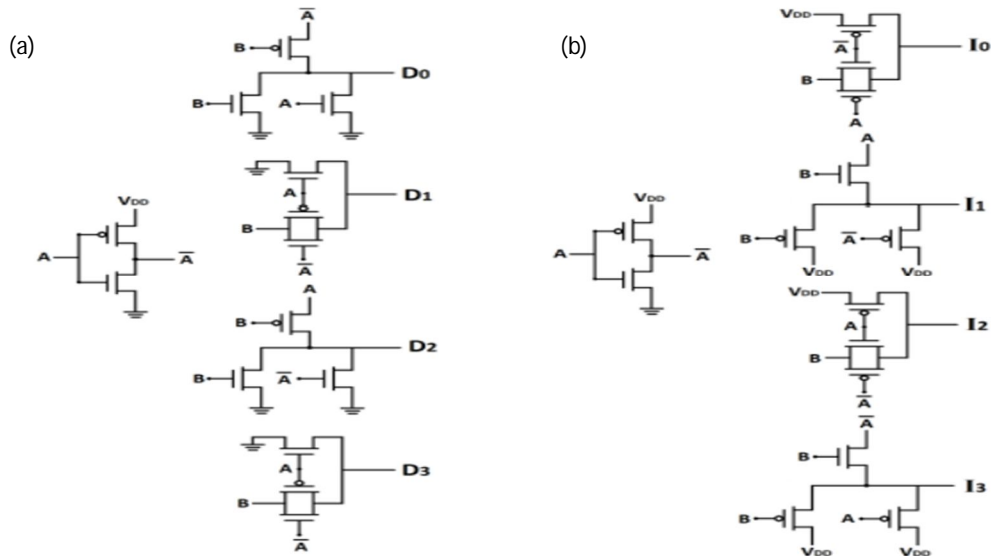 (a)
A̅
B
D0
B A
A D1
B
A̅
VDD
A A̅
A
B
D2
B A̅
A D3
B
A̅
(b)
VDD
I0
A̅
B
A
A
B
I1
B A̅
VDD VDD
VDD
A A̅
VDD
I2
A
B
A̅
A̅
B
I3
B A
VDD VDD